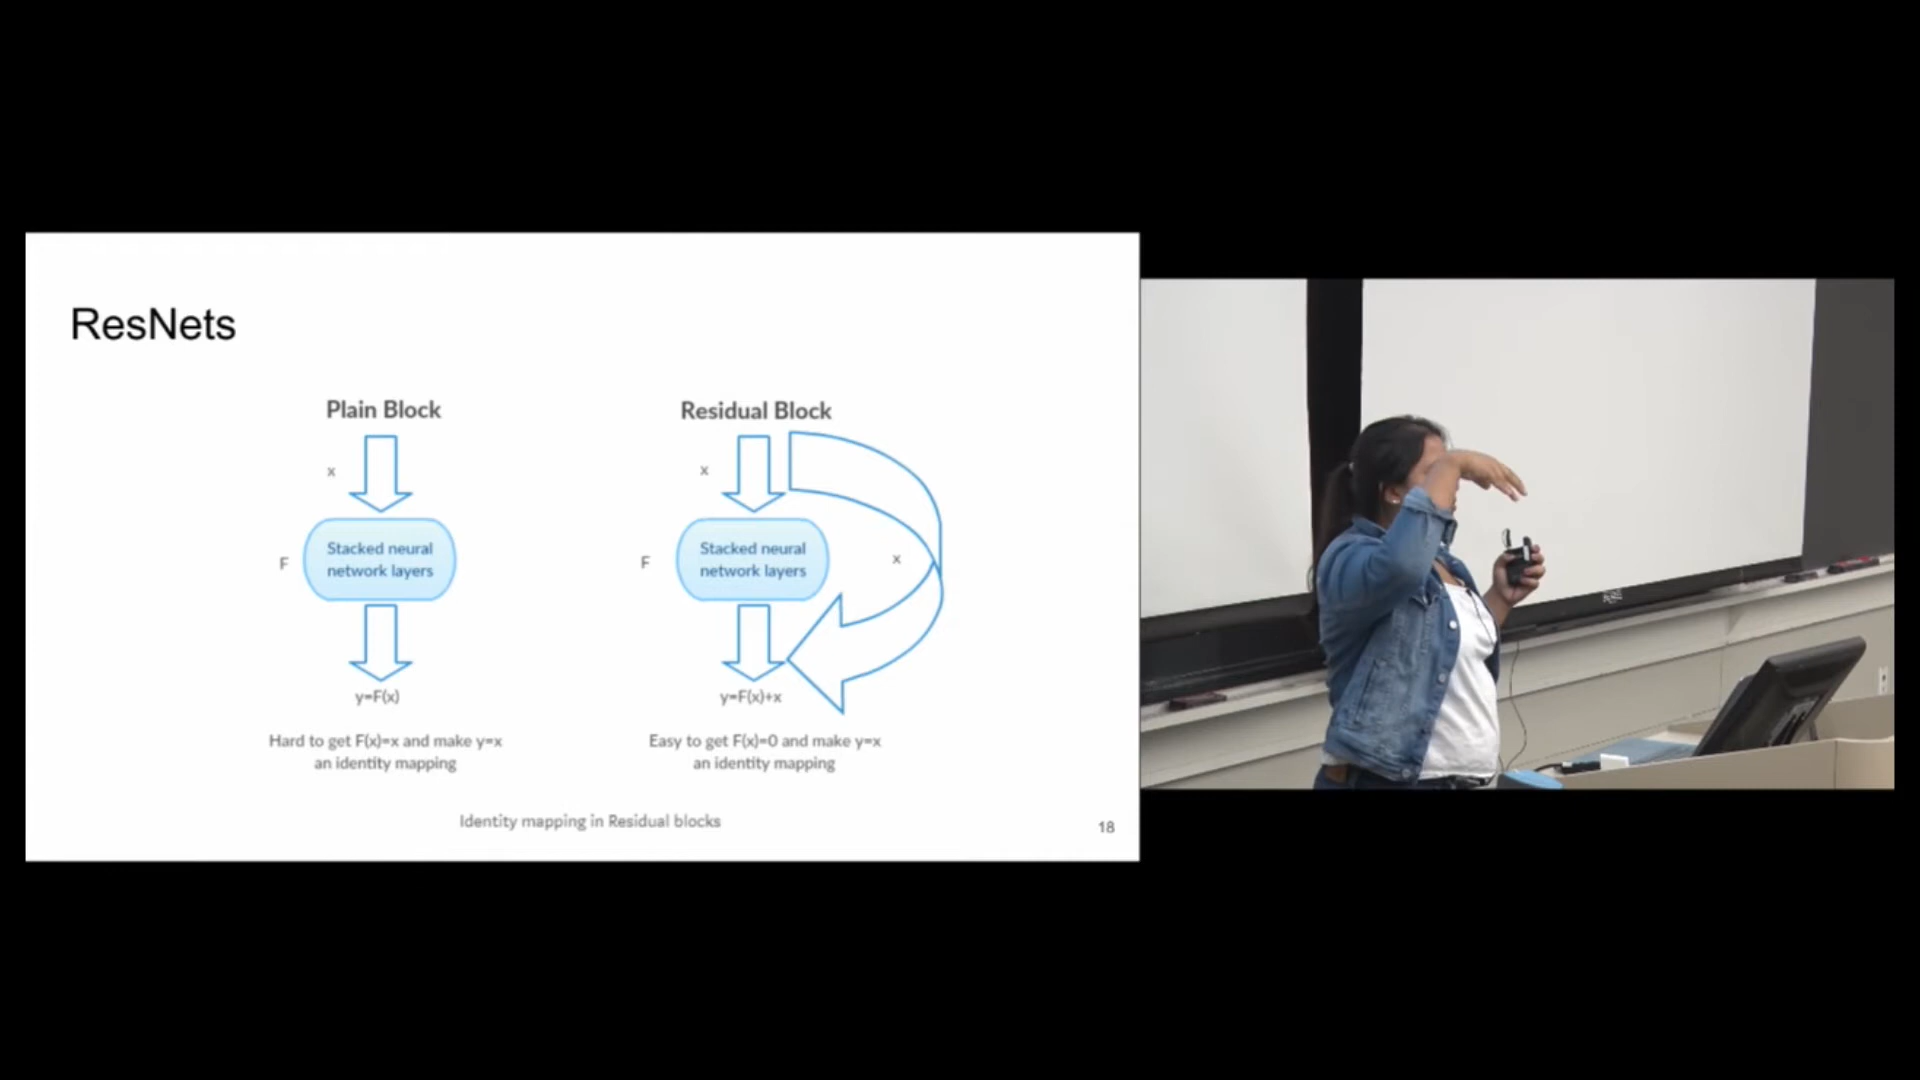 ResNets
Plain Block
x
F
Stacked neural
network layers
y=F(x)
Hard to get F(x)=x and make y=x
an identity mapping
Residual Block
x
F
Stacked neural
network layers
x
y=F(x)+x
Easy to get F(x)=0 and make y=x
an identity mapping
Identity mapping in Residual blocks
18